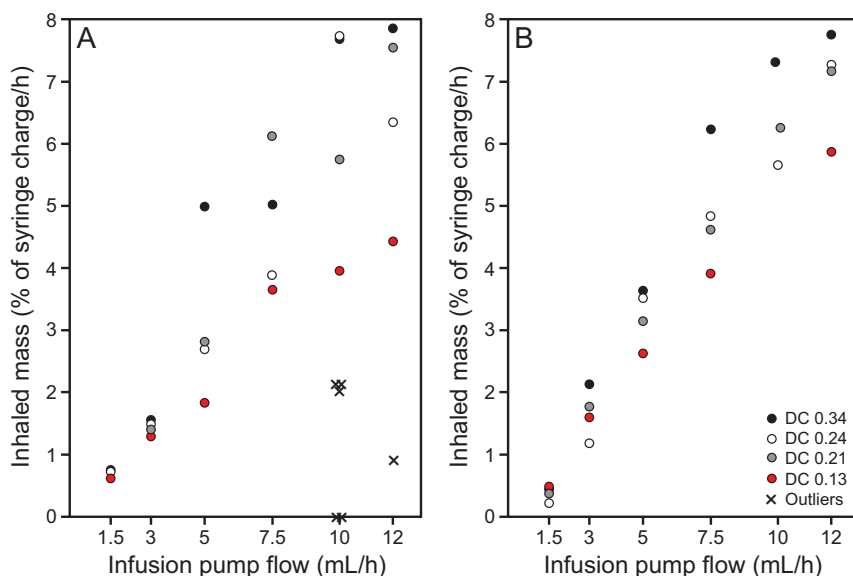 A
B
Inhaled mass (% of syringe charge/h)
8
7
6
5
4
3
2
1
0
1.5 3 5 7.5 10 12
Infusion pump flow (mL/h)
Inhaled mass (% of syringe charge/h)
8
7
6
5
4
3
2
1
0
DC 0.34
DC 0.24
DC 0.21
DC 0.13
Outliers
1.5 3 5 7.5 10 12
Infusion pump flow (mL/h)